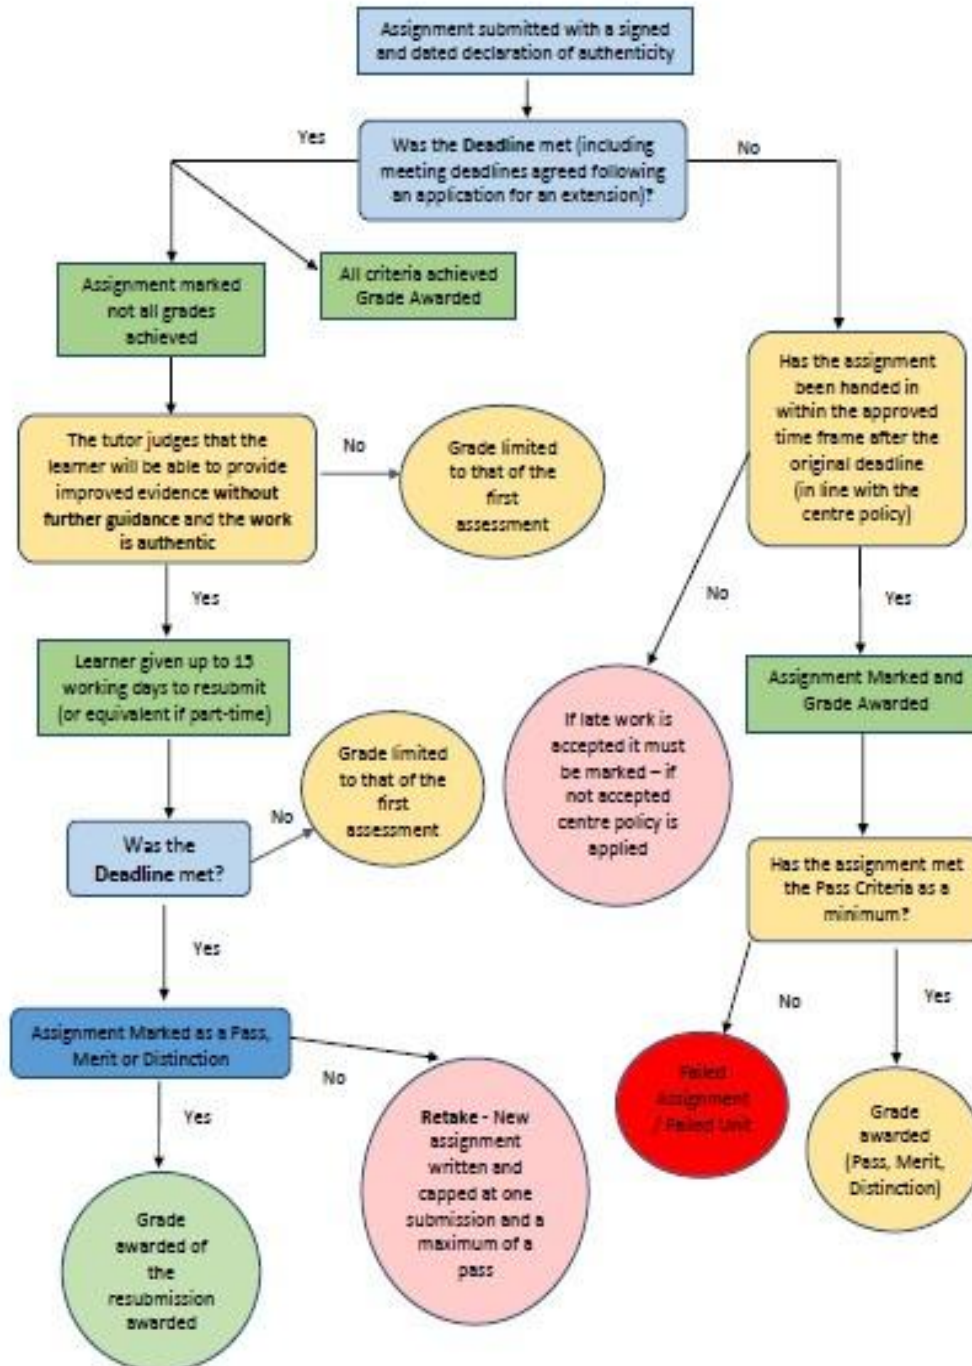 Assignment submitted with a signed
and dated declaration of authenticity
Yes
Was the Deadline met (including
meeting deadlines agreed following
an application for an extension)?
No
Assignment marked
not all grades
achieved
All criteria achieved
Grade Awarded
Has the assignment
been handed in
within the approved
time frame after the
original deadline
(in line with the
centre policy)
The tutor judges that the
learner will be able to provide
improved evidence without
further guidance and the work
is authentic
No
Grade limited
to that of the
first
assessment
Yes
No
Yes
Learner given up to 15
working days to resubmit
(or equivalent if part-time)
If late work is
accepted it must
be marked – if
not accepted
centre policy is
applied
Assignment Marked and
Grade Awarded
Grade limited
to that of the
first
assessment
No
Was the
Deadline met?
Has the assignment met
the Pass Criteria as a
minimum?
Yes
No
Yes
Assignment Marked as a Pass,
Merit or Distinction
No
Yes
Retake - New
assignment
written and
capped at one
submission and a
maximum of a
pass
Failed
Assignment
/ Failed Unit
Grade
awarded
(Pass, Merit,
Distinction)
Grade
awarded of
the
resubmission
awarded